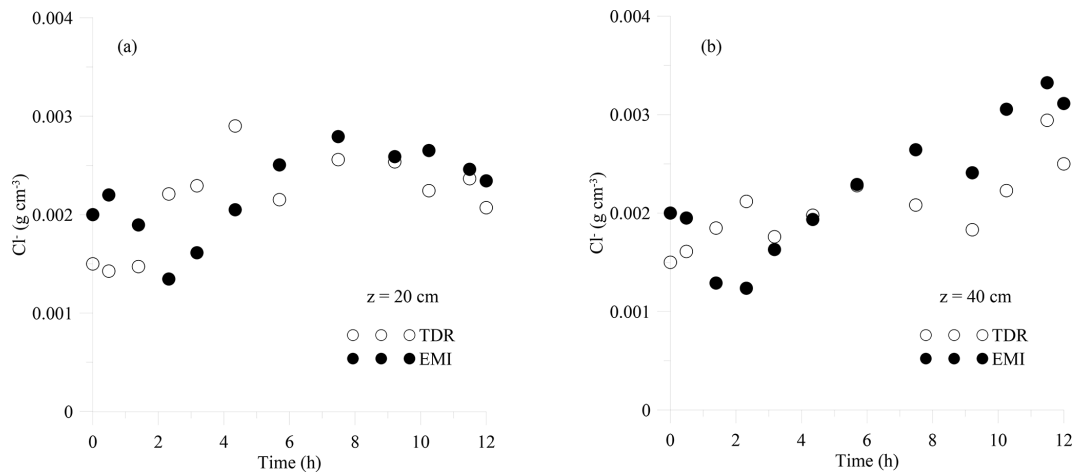 (a)
0.004
0.003
0.002
0.001
0
Cl⁻ (g cm⁻³)
z = 20 cm
TDR
EMI
0 2 4 6 8 10 12
Time (h)
(b)
0.004
0.003
0.002
0.001
0
Cl⁻ (g cm⁻³)
z = 40 cm
TDR
EMI
0 2 4 6 8 10 12
Time (h)